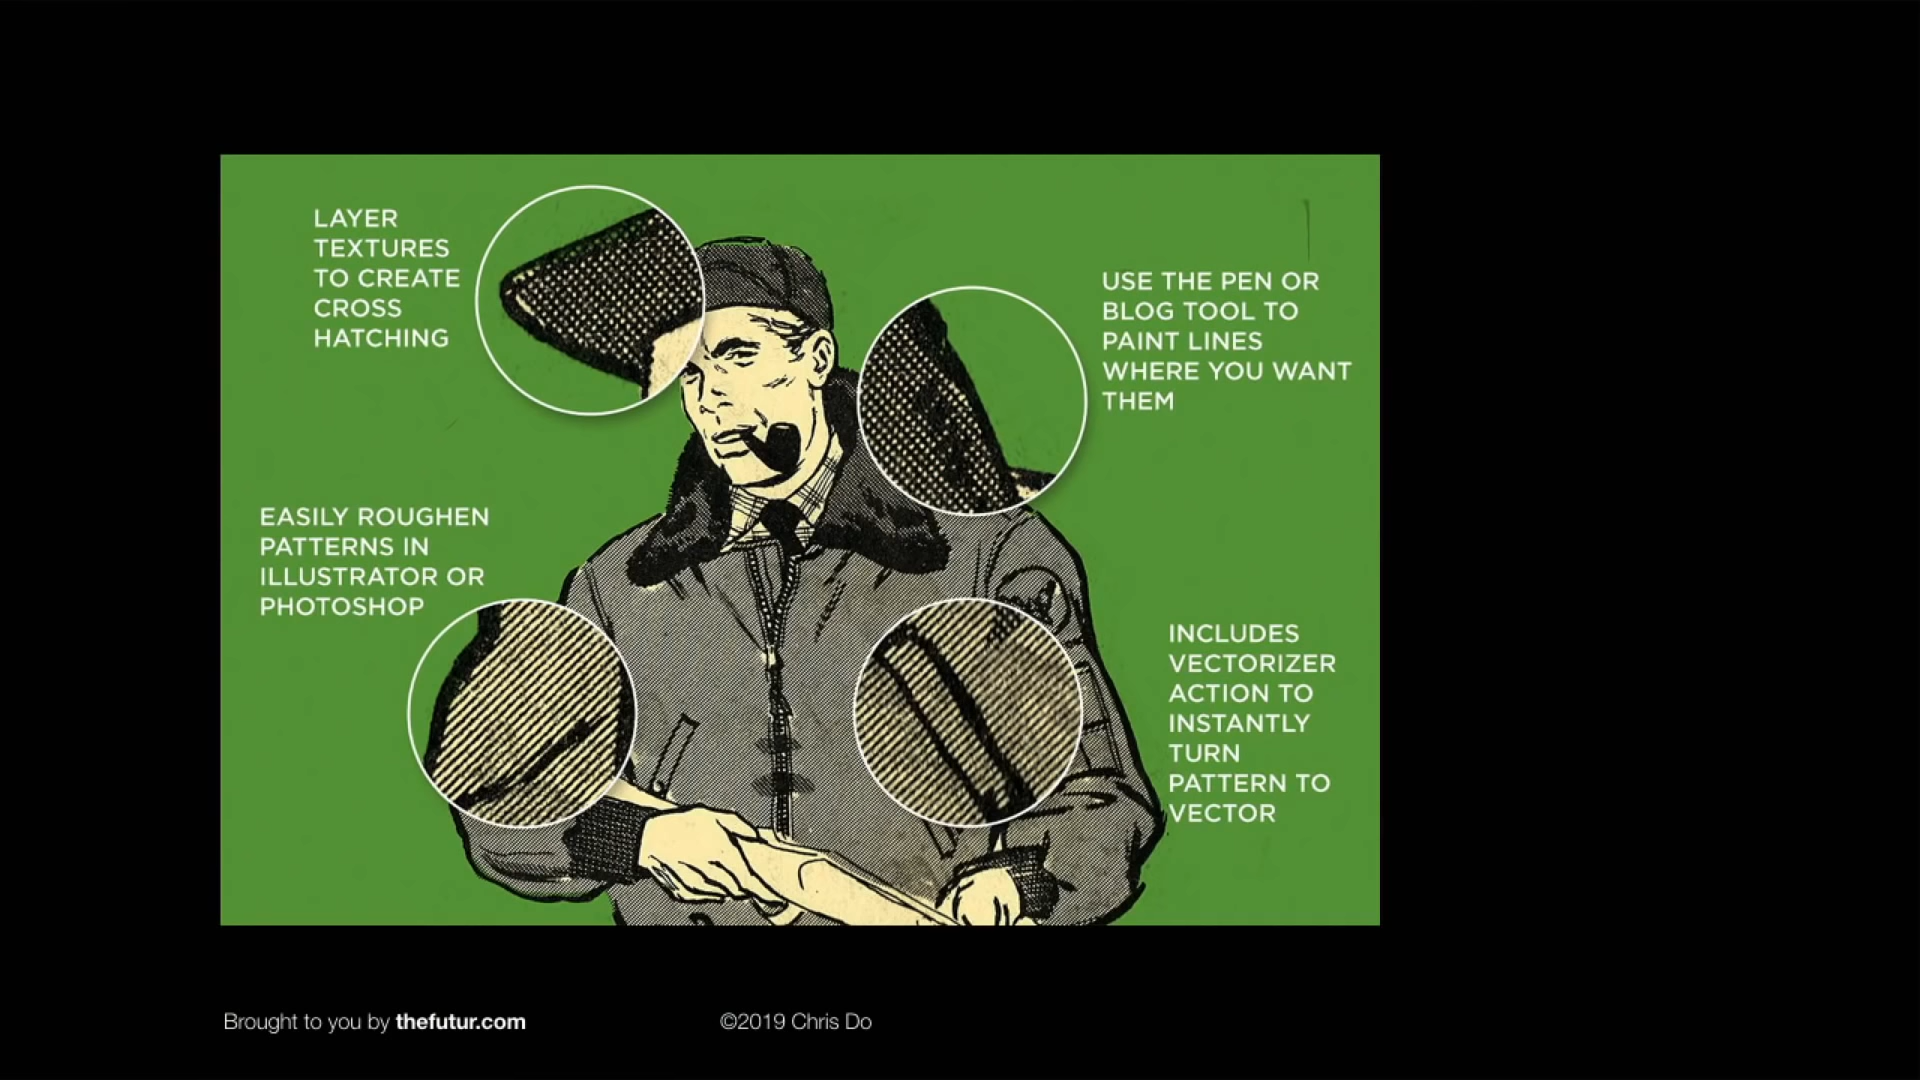 LAYER
TEXTURES
TO CREATE
CROSS
HATCHING
USE THE PEN OR
BLOG TOOL TO
PAINT LINES
WHERE YOU WANT
THEM
EASILY ROUGHEN
PATTERNS IN
ILLUSTRATOR OR
PHOTOSHOP
INCLUDES
VECTORIZER
ACTION TO
INSTANTLY
TURN
PATTERN TO
VECTOR
Brought to you by thefutur.com
©2019 Chris Do